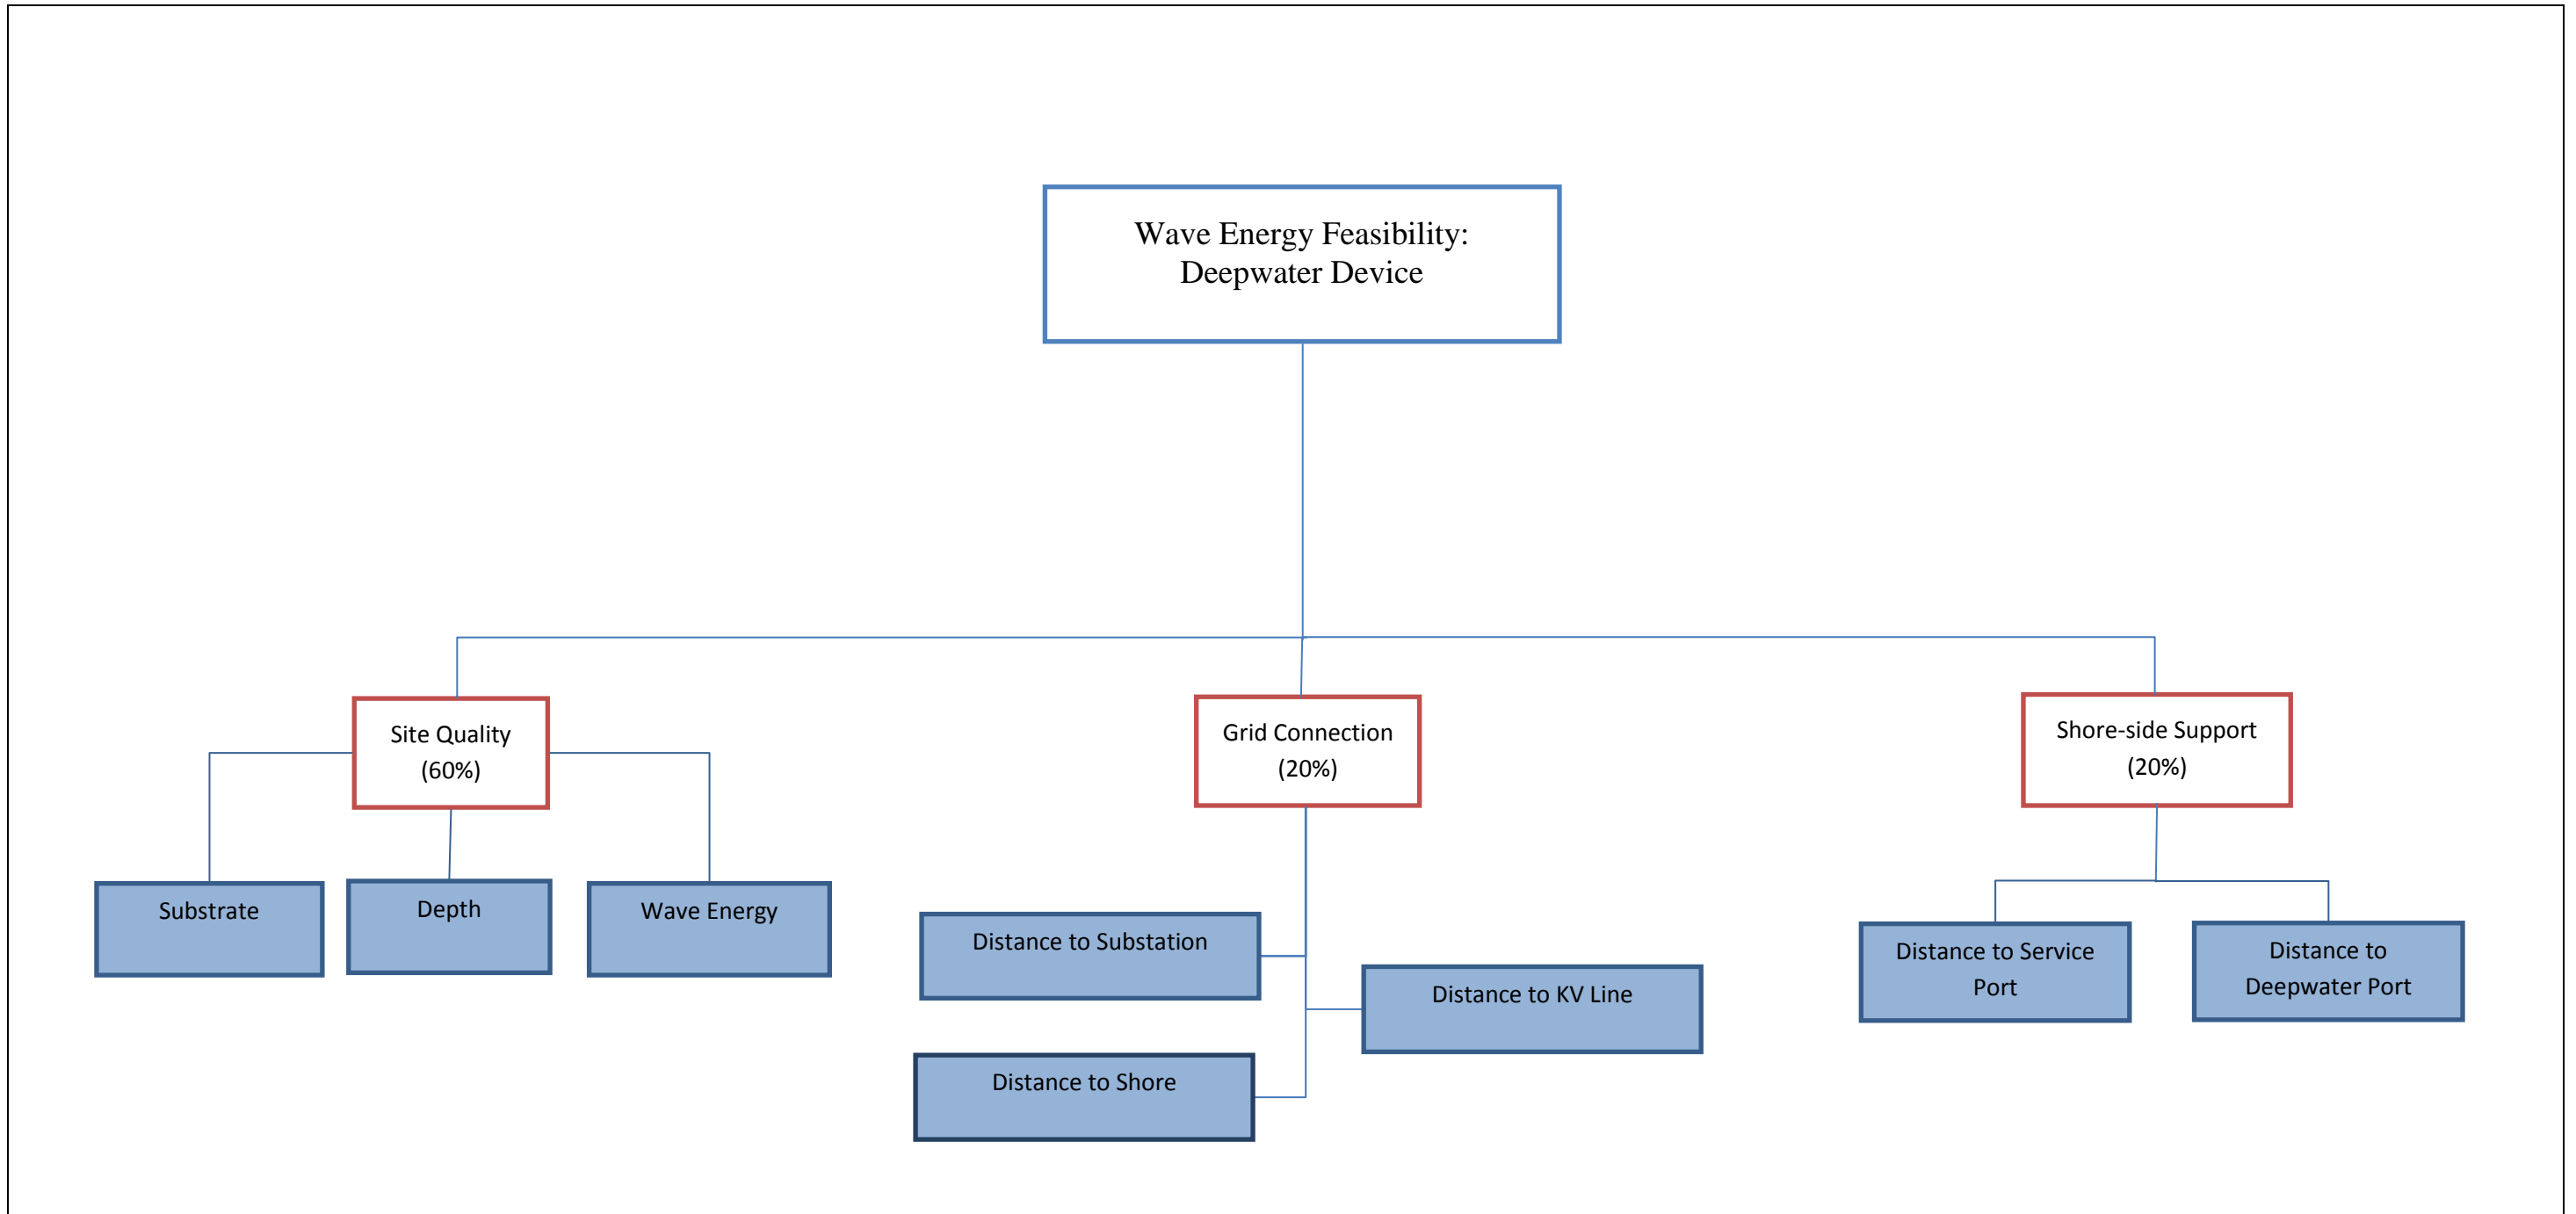 Wave Energy Feasibility:
Deepwater Device
Site Quality
(60%)
Grid Connection
(20%)
Shore-side Support
(20%)
Substrate
Depth
Wave Energy
Distance to Substation
Distance to KV Line
Distance to Shore
Distance to Service
Port
Distance to
Deepwater Port